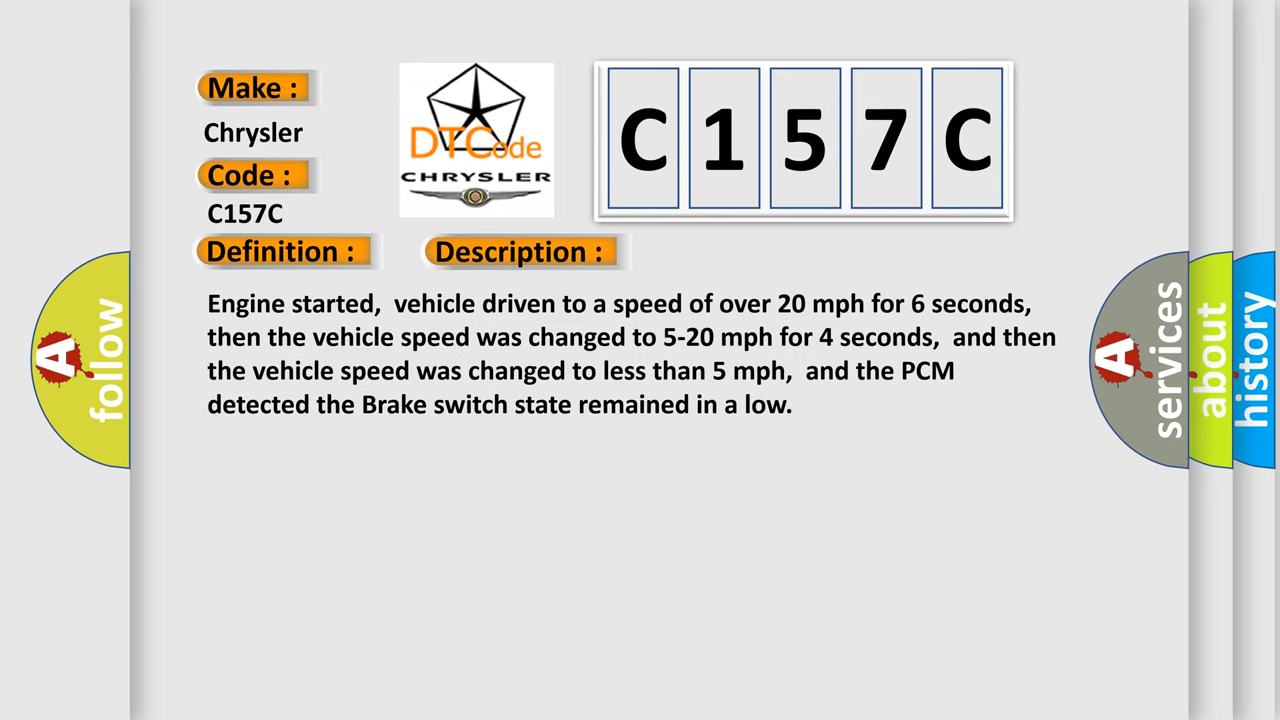 Make :
Chrysler
Code :
C157C
Definition :
Description :
DTCode
CHRYSLER
C157C
Engine started,  vehicle driven to a speed of over 20 mph for 6 seconds,
then the vehicle speed was changed to 5-20 mph for 4 seconds,  and then
the vehicle speed was changed to less than 5 mph,  and the PCM
detected the Brake switch state remained in a low.
A follow
A services
about
history